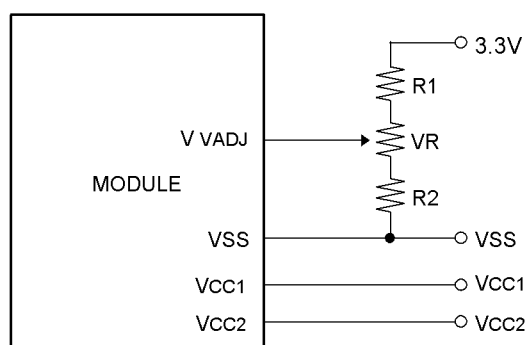 3.3V
R1
V VADJ
VR
MODULE
R2
VSS VSS
VCC1 VCC1
VCC2 VCC2